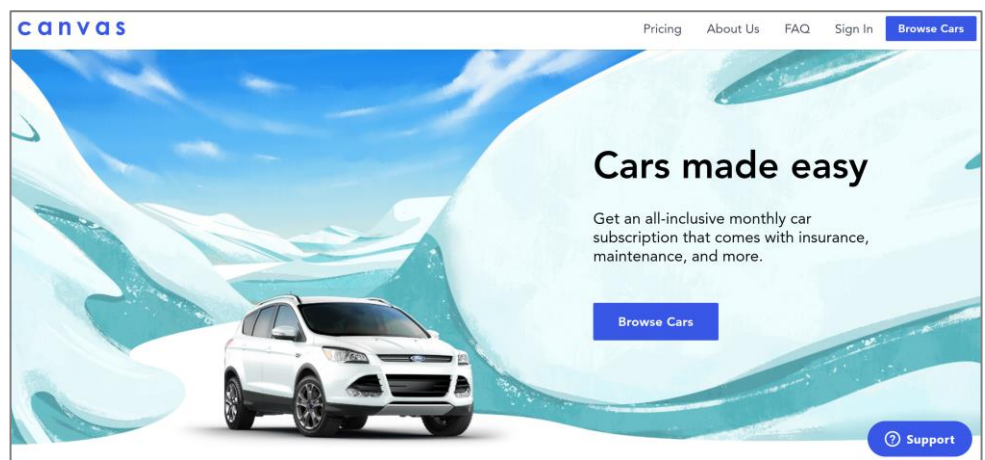 canvas
Pricing About Us FAQ Sign In Browse Cars
Cars made easy
Get an all-inclusive monthly car
subscription that comes with insurance,
maintenance, and more.
Browse Cars
Support